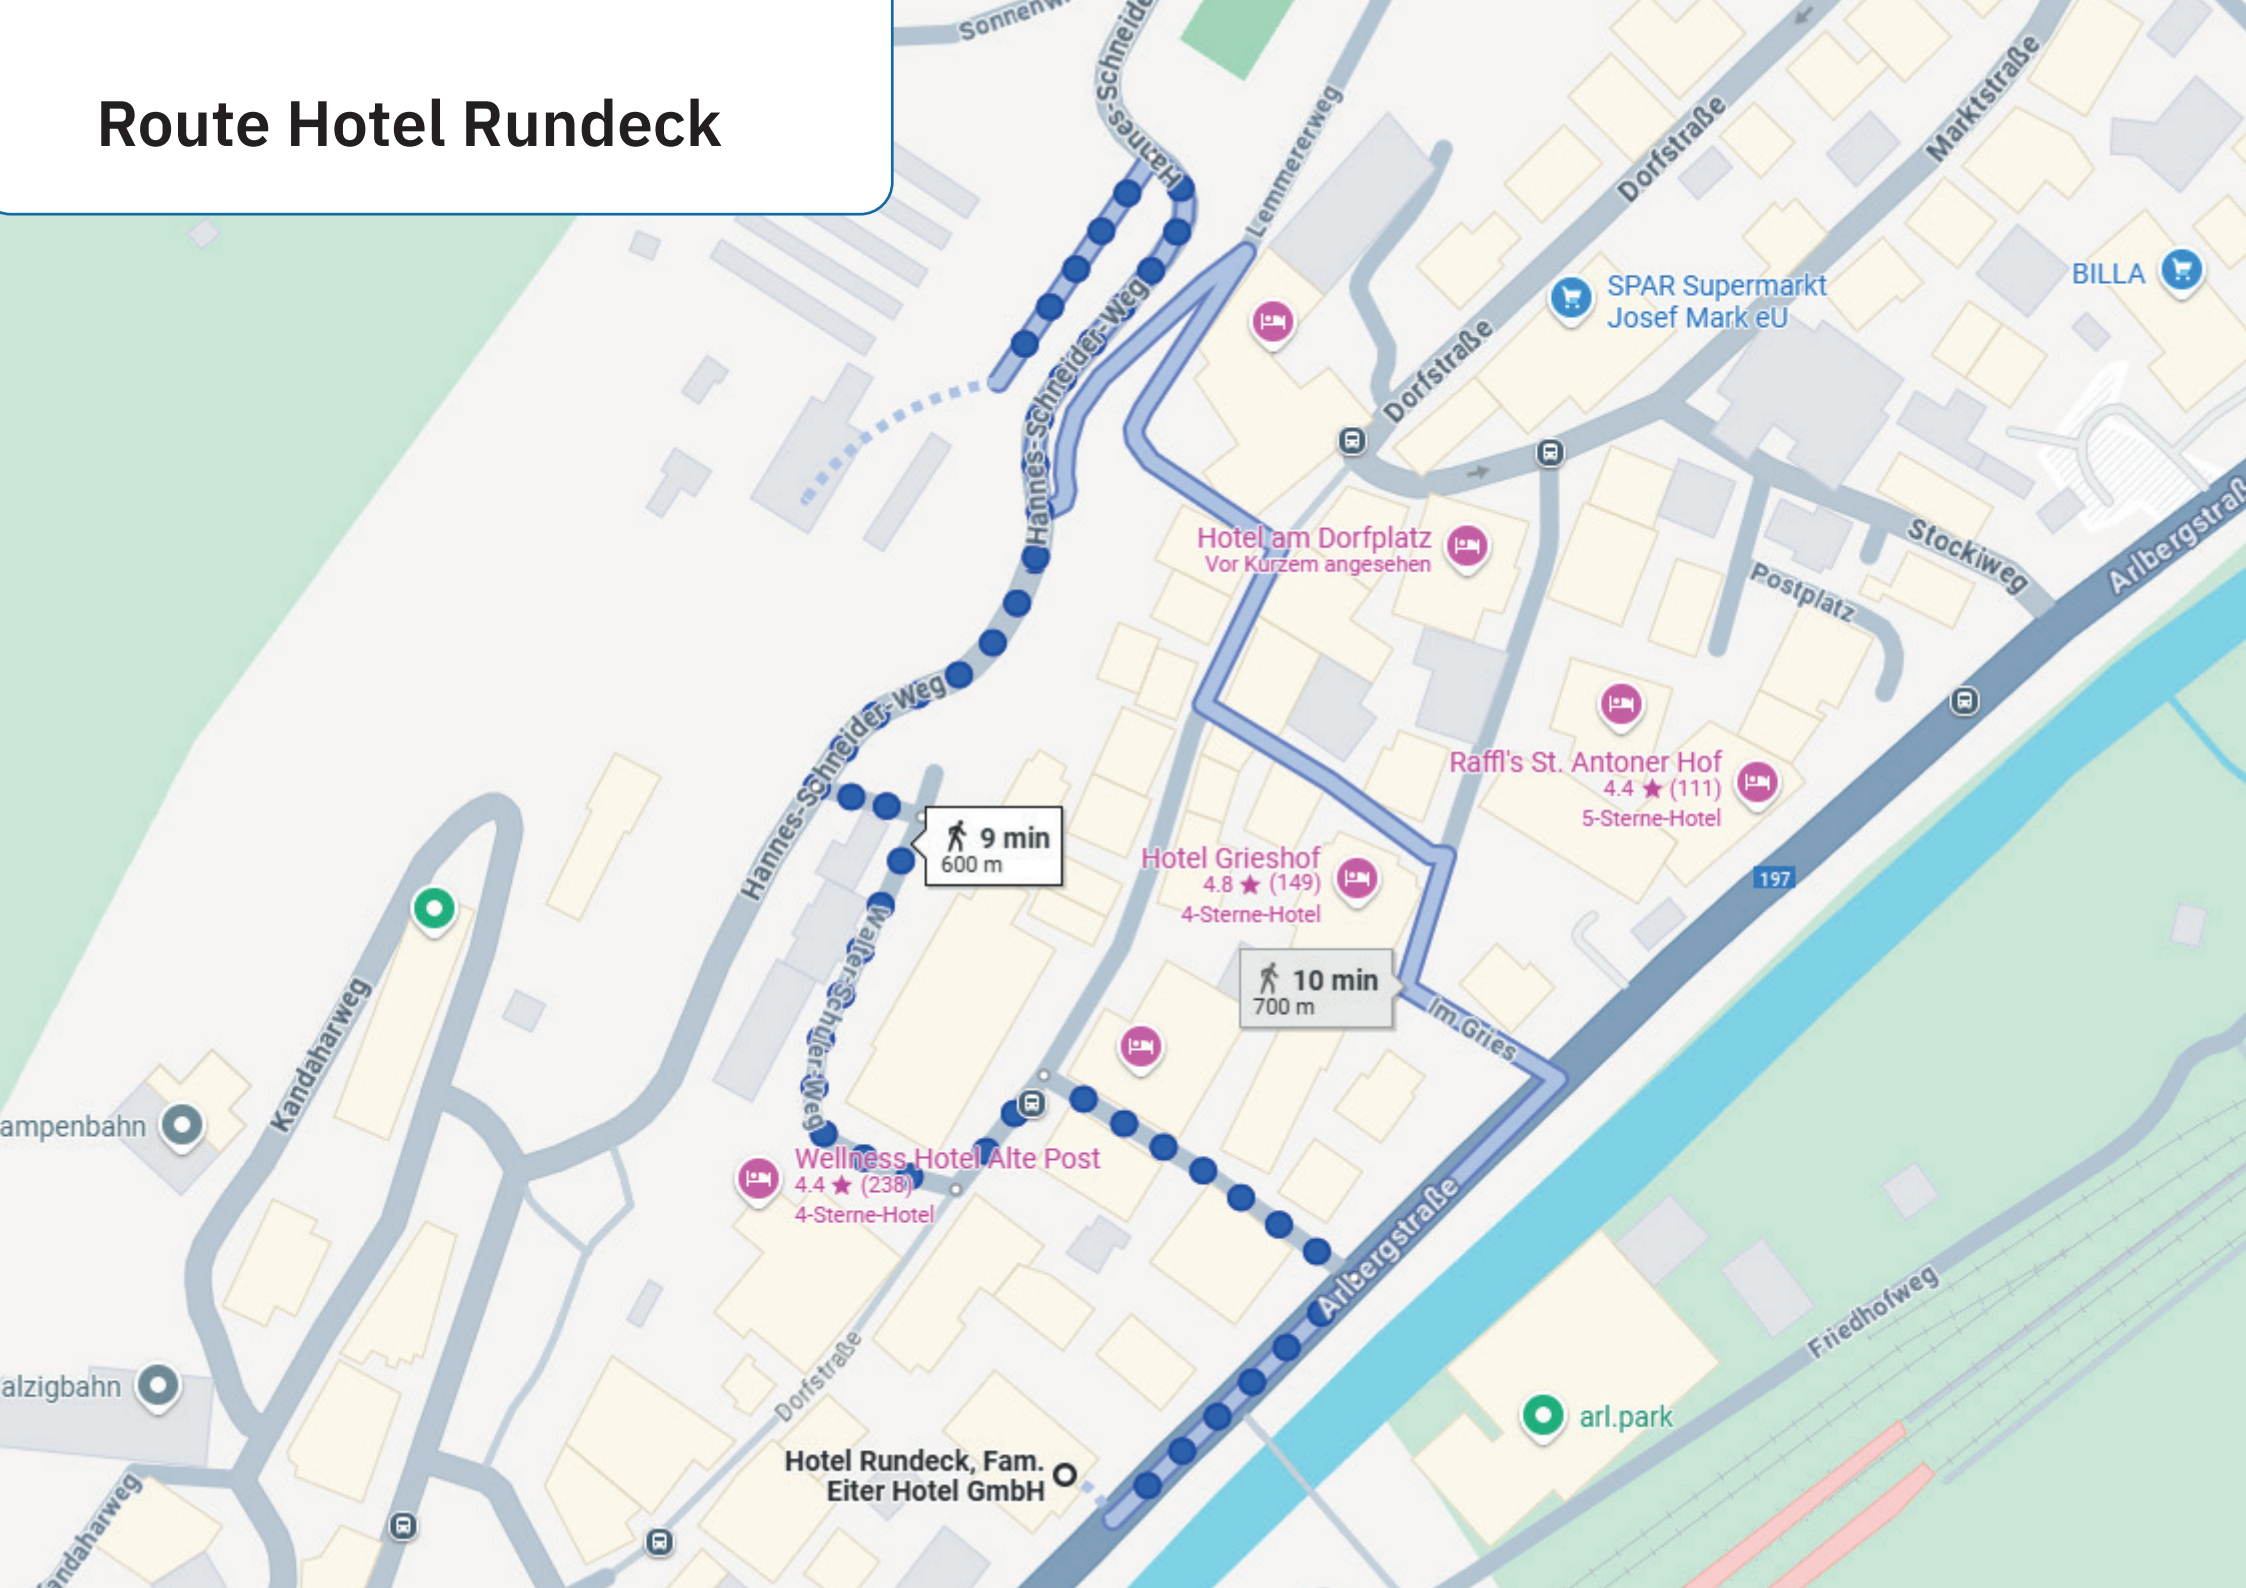 Route Hotel Rundeck
Sonnenw
Hannes-Schneide
Lemmererweg
Dorfstraße
Marktstraße
SPAR Supermarkt
Josef Mark eU
BILLA
Dorfstraße
Hannes-Schneider-Weg
Hotel am Dorfplatz
Vor Kurzem angesehen
Stockiweg
Arlbergstraß
Postplatz
Hannes-Schneider-Weg
Raffl's St. Antoner Hof
4.4 ★ (111)
5-Sterne-Hotel
9 min
600 m
Hotel Grieshof
4.8 ★ (149)
4-Sterne-Hotel
197
Walter-Schuler-Weg
10 min
700 m
Im Gries
Kandaharweg
ampenbahn
Wellness Hotel Alte Post
4.4 ★ (238)
4-Sterne-Hotel
Arlbergstraße
Friedhofweg
Dorfstraße
alzigbahn
arl.park
Hotel Rundeck, Fam.
Eiter Hotel GmbH
andaharweg